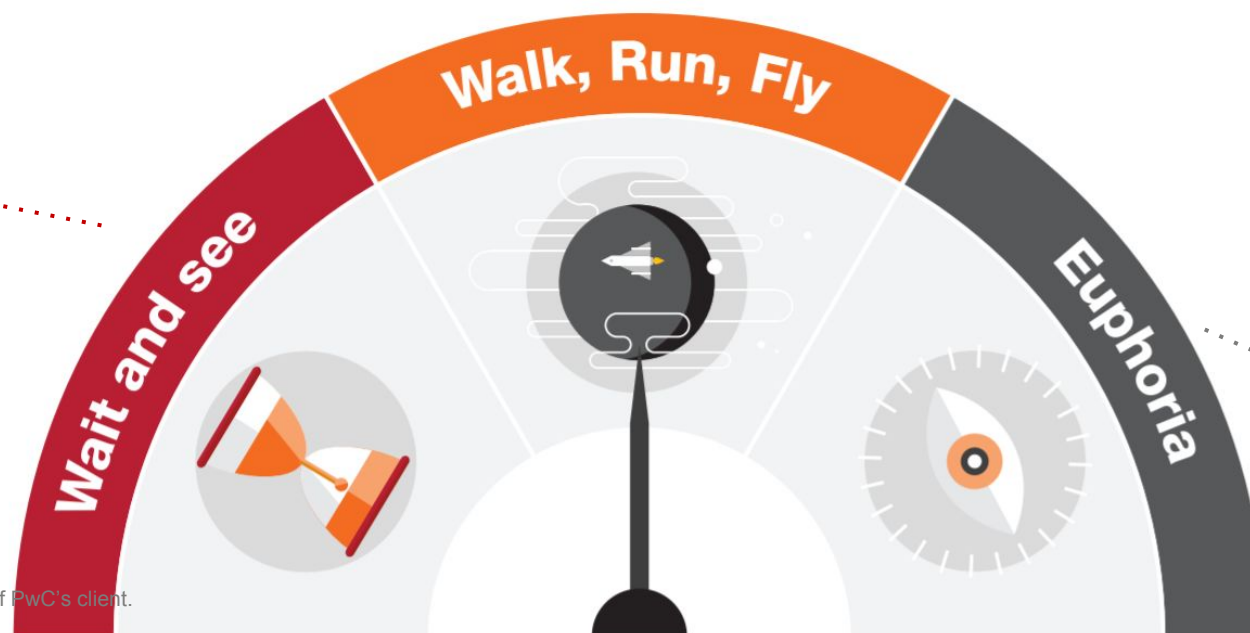 Walk, Run, Fly
Wait and see
Euphoria
f PwC's client.